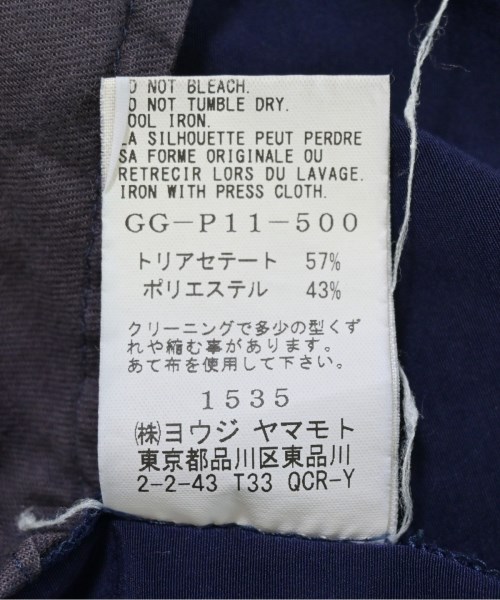 DO NOT BLEACH.
DO NOT TUMBLE DRY.
COOL IRON.
LA SILHOUETTE PEUT PERDRE
SA FORME ORIGINALE OU
RETRECIR LORS DU LAVAGE.
IRON WITH PRESS CLOTH.
GG-P11-500
トリアセテート 57%
ポリエステル 43%
クリーニングで多少の型くず
れや縮む事があります。
あて布を使用して下さい。
1535
㈱ヨウジ ヤマモト
東京都品川区東品川
2-2-43 T33 QCR-Y